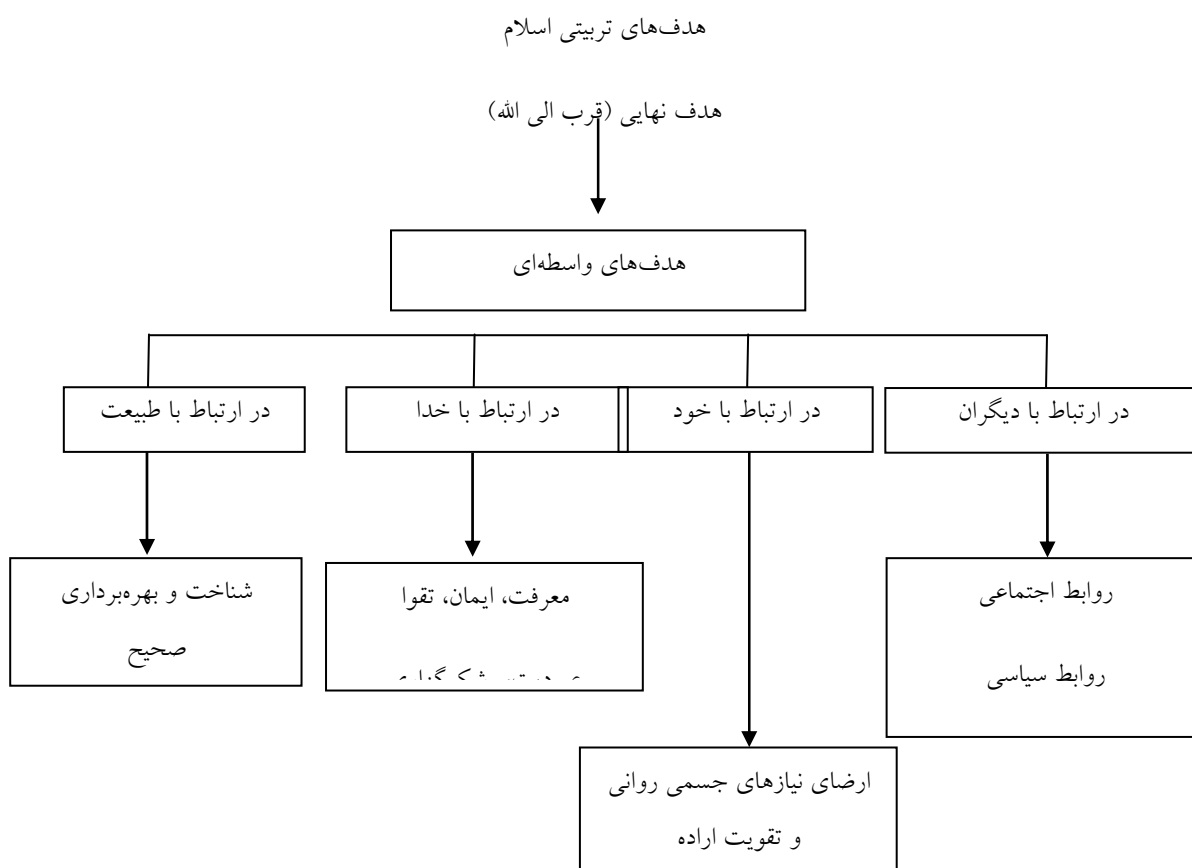 هدف‌های تربیتی اسلام
هدف نهایی (قرب الی الله)
هدف‌های واسطه‌ای
در ارتباط با دیگران
در ارتباط با خود
در ارتباط با خدا
در ارتباط با طبیعت
روابط اجتماعی
روابط سیاسی
معرفت، ایمان، تقوا
شناخت و بهره‌برداری
صحیح
ارضای نیازهای جسمی روانی
و تقویت اراده